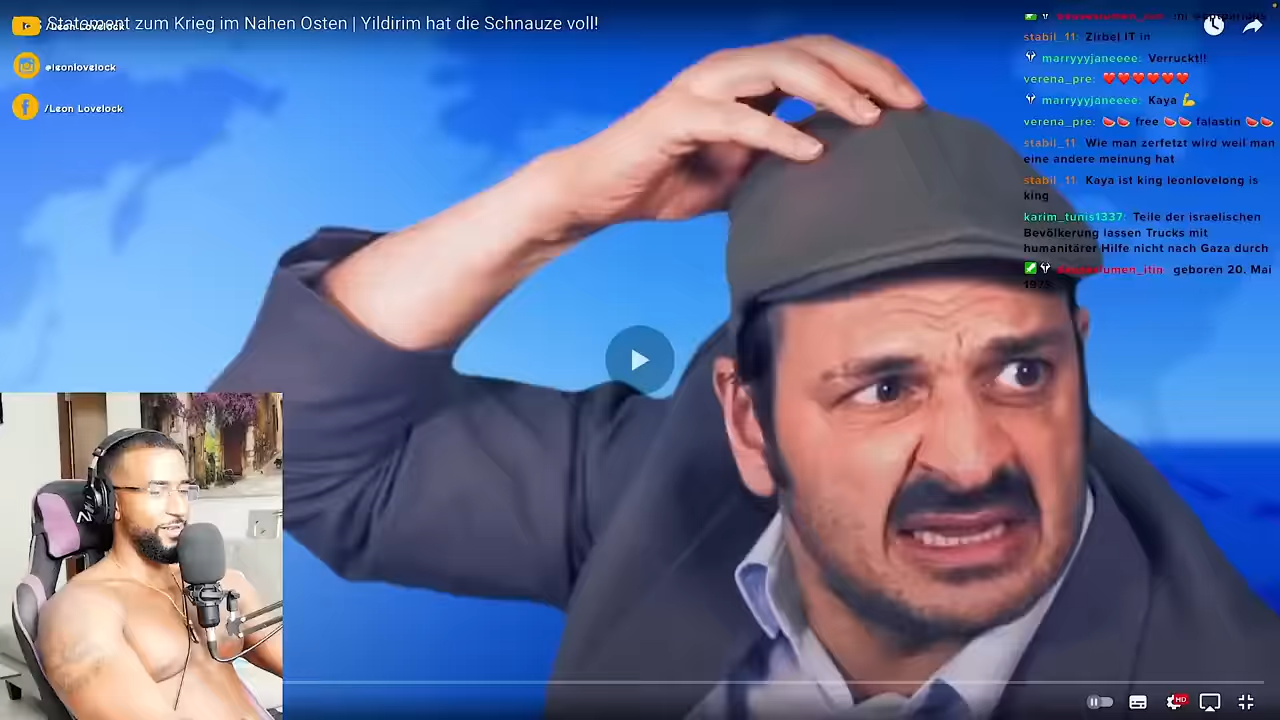 Statement zum Krieg im Nahen Osten | Yildirim hat die Schnauze voll!
/Leon Lovelock
@leonlovelock
/Leon Lovelock
stabil_11: Zirbel IT in
marryyyjaneeee: Verruckt!!
verena_pre: ❤️❤️❤️❤️❤️❤️
marryyyjaneeee: Kaya 💪
verena_pre: 🍉🍉 free 🍉🍉 falastin 🍉🍉
stabil_11: Wie man zerfetzt wird weil man
eine andere meinung hat
stabil_11: Kaya ist king leonlovelong is
king
karim_tunis1337: Teile der israelischen
Bevölkerung lassen Trucks mit
humanitärer Hilfe nicht nach Gaza durch
geboren 20. Mai
HD